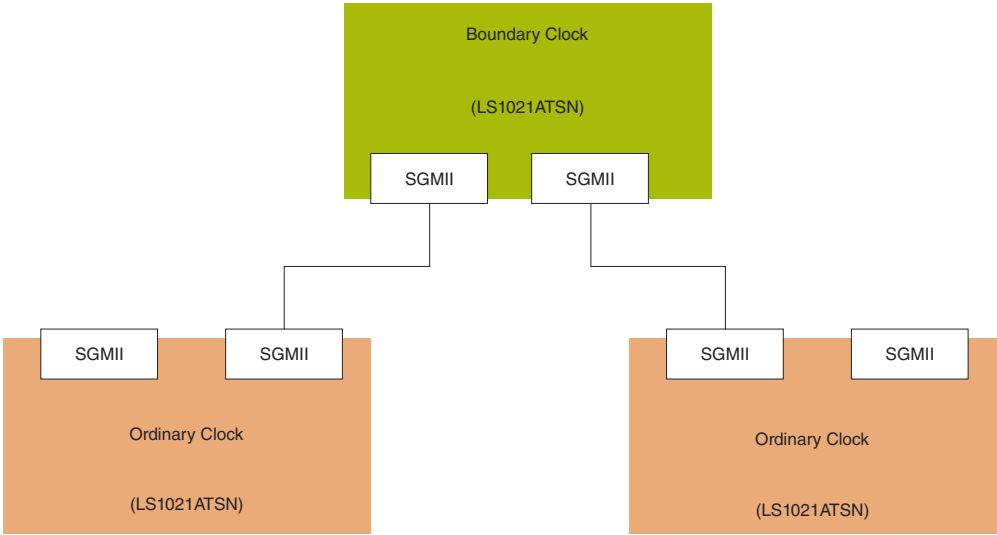 Boundary Clock
(LS1021ATSN)
SGMII
SGMII
SGMII
SGMII
Ordinary Clock
(LS1021ATSN)
SGMII
SGMII
Ordinary Clock
(LS1021ATSN)